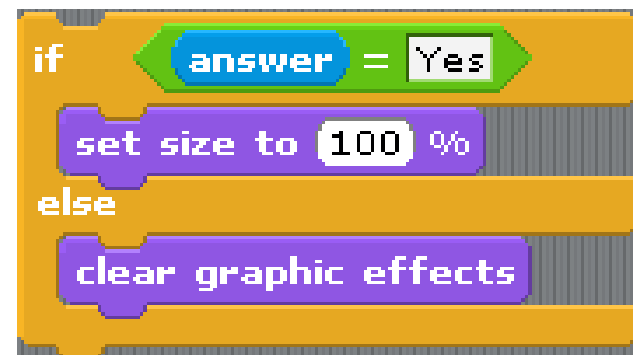 if answer = Yes
set size to 100 %
else
clear graphic effects